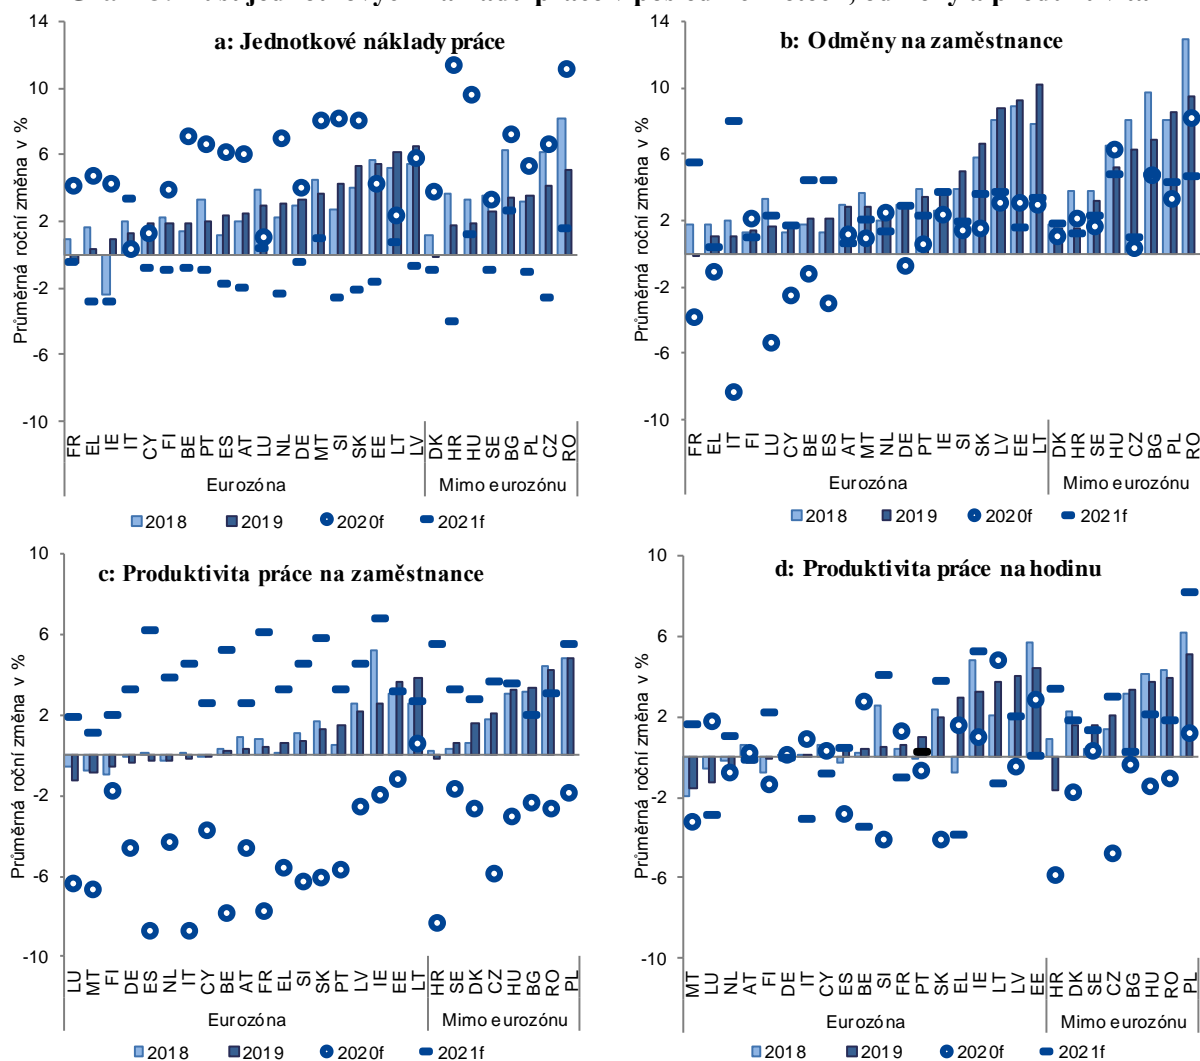 a: Jednotkové náklady práce
Průměrná roční změna v %
14
10
6
2
-2
-6
-10
FR EL IE IT CY FI BE PT ES AT LU NL DE MT SI SK EE LT LV DK HR HU SE BG PL CZ RO
Eurozóna Mimo eurozónu
2018 2019 2020f 2021f
b: Odměny na zaměstnance
Průměrná roční změna v %
14
10
6
2
-2
-6
-10
FR EL IT FI LU CY BE ES AT MT NL DE PT IE SI SK LV EE LT DK HR SE HU CZ BG PL RO
Eurozóna Mimo eurozónu
2018 2019 2020f 2021f
c: Produktivita práce na zaměstnance
Průměrná roční změna v %
10
6
2
-2
-6
-10
LU MT FI DE ES NL IT CY BE AT FR EL SI SK PT LV IE EE LT HR SE DK CZ HU BG RO PL
Eurozóna Mimo eurozónu
2018 2019 2020f 2021f
d: Produktivita práce na hodinu
Průměrná roční změna v %
10
6
2
-2
-6
-10
MT LU NL AT FI DE IT CY ES BE SI FR PT SK EL IE LT LV EE HR DK SE CZ BG HU RO PL
Eurozóna Mimo eurozónu
2018 2019 2020f 2021f